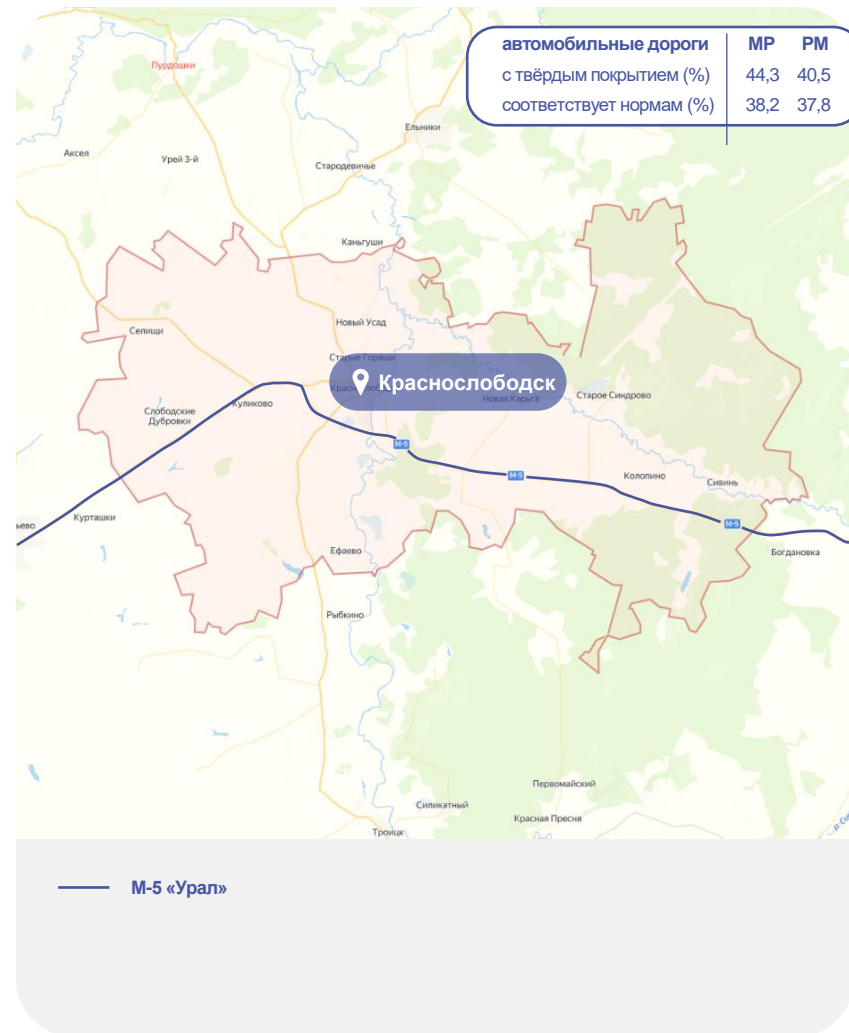 автомобильные дороги МР РМ
с твёрдым покрытием (%) 44,3 40,5
соответствует нормам (%) 38,2 37,8
Пурдошки
Ельники
Аксел
Урей 3-й
Стародевичье
Каньгуши
Новый Усад
Селищи
Старые Горяши
Краснослободск
Новая Карьга
Старое Синдрово
Куликово
Слободские
Дубровки
М-5
М-5
Колопино
Сивинь
Курташки
М-5
Ефаево
Богдановка
Рыбкино
Первомайский
Силикатный
Красная Пресня
Троицк
М-5 «Урал»